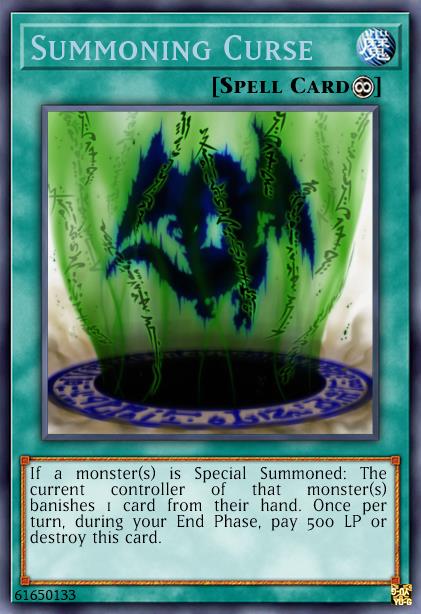 Summoning Curse
魔
[Spell Card∞]
If a monster(s) is Special Summoned: The
current controller of that monster(s)
banishes 1 card from their hand. Once per
turn, during your End Phase, pay 500 LP or
destroy this card.
61650133